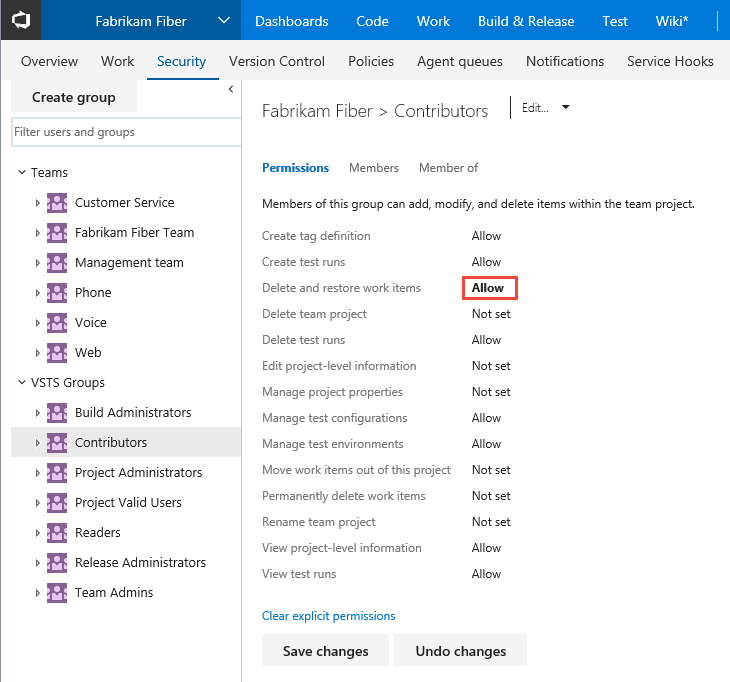 Fabrikam Fiber Dashboards Code Work Build & Release Test Wiki*
Overview Work Security Version Control Policies Agent queues Notifications Service Hooks
Create group
Filter users and groups
Teams
Customer Service
Fabrikam Fiber Team
Management team
Phone
Voice
Web
VSTS Groups
Build Administrators
Contributors
Project Administrators
Project Valid Users
Readers
Release Administrators
Team Admins
Fabrikam Fiber > Contributors Edit...
Permissions Members Member of
Members of this group can add, modify, and delete items within the team project.
Create tag definition Allow
Create test runs Allow
Delete and restore work items Allow
Delete team project Not set
Delete test runs Allow
Edit project-level information Not set
Manage project properties Not set
Manage test configurations Allow
Manage test environments Allow
Move work items out of this project Not set
Permanently delete work items Not set
Rename team project Not set
View project-level information Allow
View test runs Allow
Clear explicit permissions
Save changes Undo changes